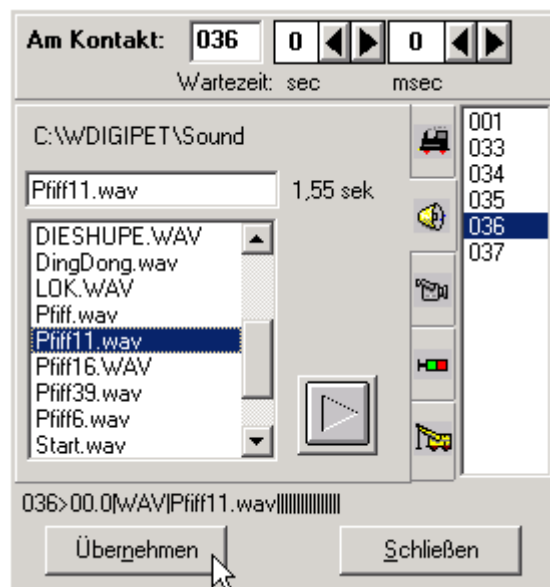 Am Kontakt: 036 0 0
Wartezeit: sec msec
C:\WDIGIPET\Sound
Pfiff11.wav 1,55 sek
DIESHUPE.WAV
DingDong.wav
LOK.WAV
Pfiff.wav
Pfiff11.wav
Pfiff16.WAV
Pfiff39.wav
Pfiff6.wav
Start.wav
001
033
034
035
036
037
036>00.0|WAV|Pfiff11.wav|||||||||||||||
Übernehmen Schließen